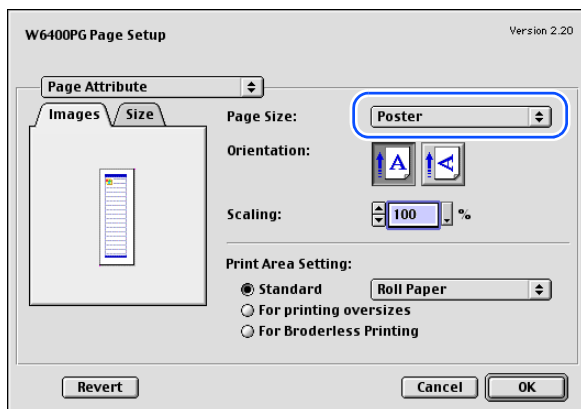 W6400PG Page Setup
Version 2.20
Page Attribute
Images
Size
Page Size:
Poster
Orientation:
A
A
Scaling:
100
%
Print Area Setting:
Standard
Roll Paper
For printing oversizes
For Broderless Printing
Revert
Cancel
OK